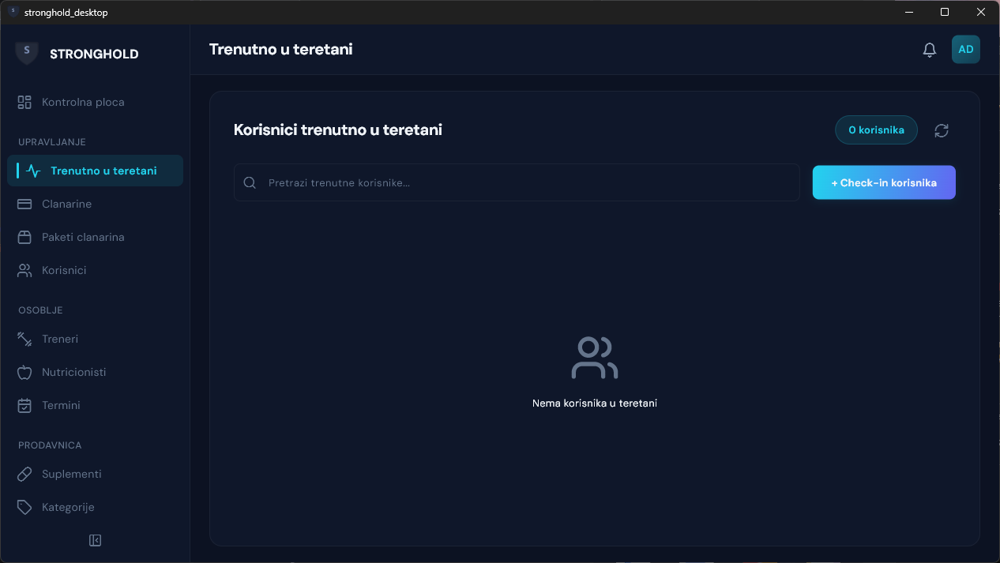 stronghold_desktop
S
STRONGHOLD
Trenutno u teretani
AD
Kontrolna ploca
UPRAVLJANJE
Trenutno u teretani
Clanarine
Paketi clanarina
Korisnici
OSOBLJE
Treneri
Nutricionisti
Termini
PRODAVNICA
Suplementi
Kategorije
Korisnici trenutno u teretani
0 korisnika
Pretrazi trenutne korisnike...
+ Check-in korisnika
Nema korisnika u teretani